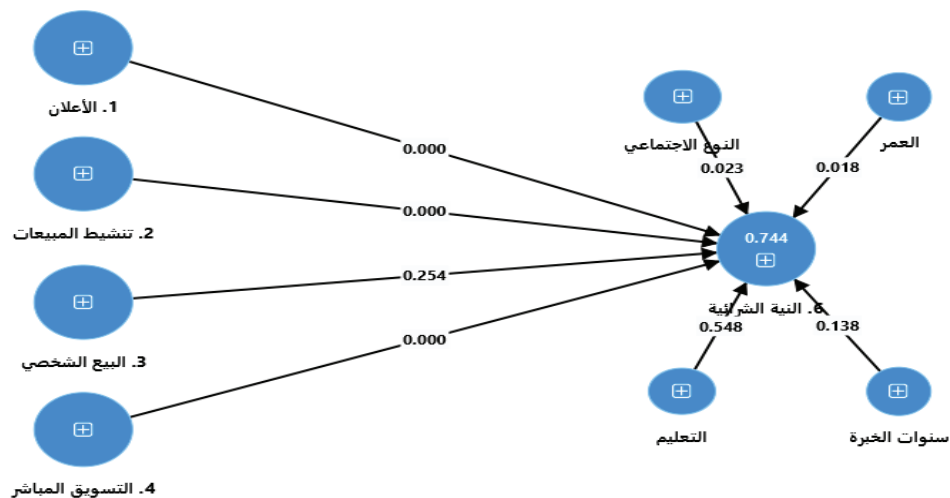 1. الأعلان
2. تنشيط المبيعات
3. البيع الشخصي
4. التسويق المباشر
0.000
0.000
0.254
0.000
النوع الاجتماعي
0.023
العمر
0.018
0.744
6. النية الشرائية
0.548
0.138
التعليم
سنوات الخبرة